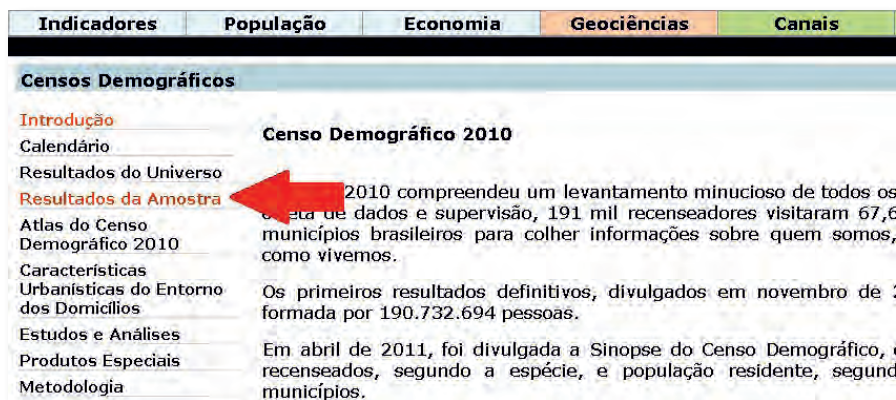 Indicadores População Economia Geociências Canais
Censos Demográficos
Introdução
Calendário
Resultados do Universo
Resultados da Amostra
Atlas do Censo
Demográfico 2010
Características
Urbanísticas do Entorno
dos Domicílios
Estudos e Análises
Produtos Especiais
Metodologia
Censo Demográfico 2010
2010 compreendeu um levantamento minucioso de todos os
de dados e supervisão, 191 mil recenseadores visitaram 67,6
municípios brasileiros para colher informações sobre quem somos,
como vivemos.
Os primeiros resultados definitivos, divulgados em novembro de 2
formada por 190.732.694 pessoas.
Em abril de 2011, foi divulgada a Sinopse do Censo Demográfico,
recenseados, segundo a espécie, e população residente, segund
municípios.